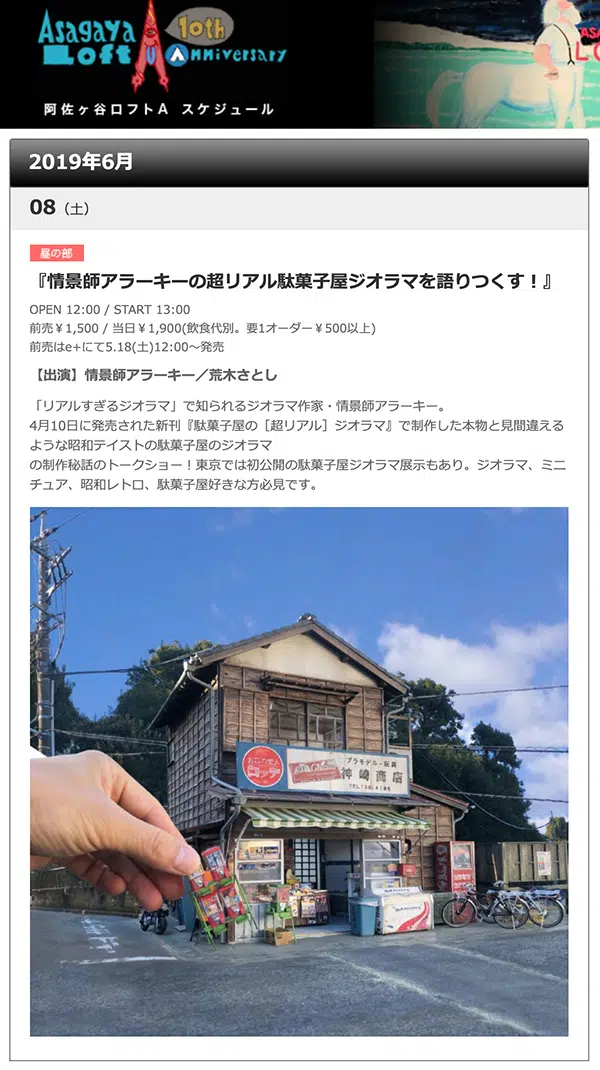 Asagaya
Loft A
10th
Anniversary
阿佐ヶ谷ロフトA スケジュール
2019年6月
08（土）
昼の部
『情景師アラーキーの超リアル駄菓子屋ジオラマを語りつくす！』
OPEN 12:00 / START 13:00
前売￥1,500 / 当日￥1,900(飲食代別。要1オーダー￥500以上)
前売はe+にて5.18(土)12:00〜発売
【出演】情景師アラーキー／荒木さとし
「リアルすぎるジオラマ」で知られるジオラマ作家・情景師アラーキー。
4月10日に発売された新刊『駄菓子屋の［超リアル］ジオラマ』で制作した本物と見間違える
ような昭和テイストの駄菓子屋のジオラマ
の制作秘話のトークショー！東京では初公開の駄菓子屋ジオラマ展示もあり。ジオラマ、ミニ
チュア、昭和レトロ、駄菓子屋好きな方必見です。
お口の恋人
ロッテ
プラモデル・玩具
神崎商店